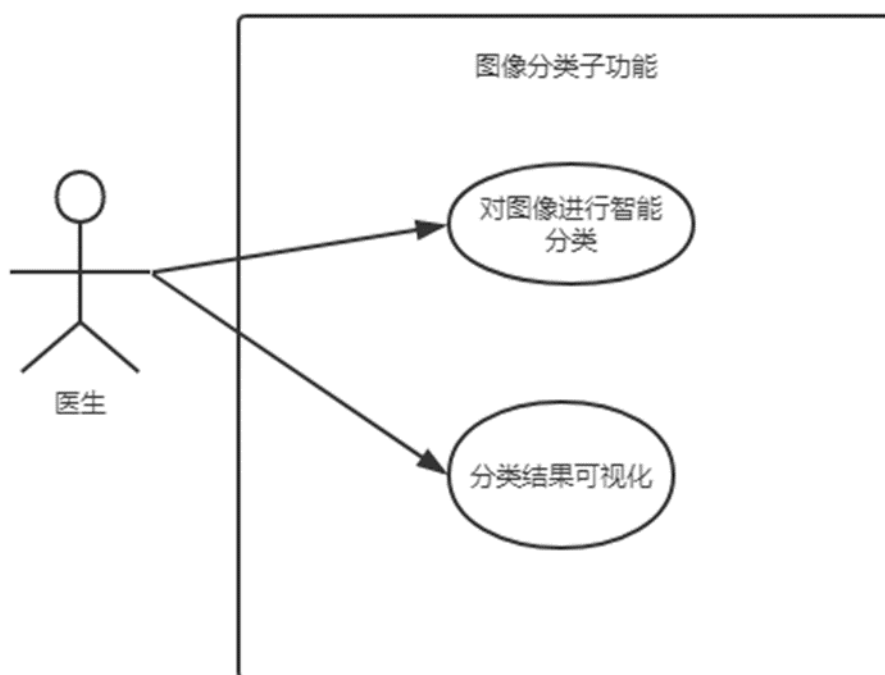 图像分类子功能
对图像进行智能
分类
医生
分类结果可视化